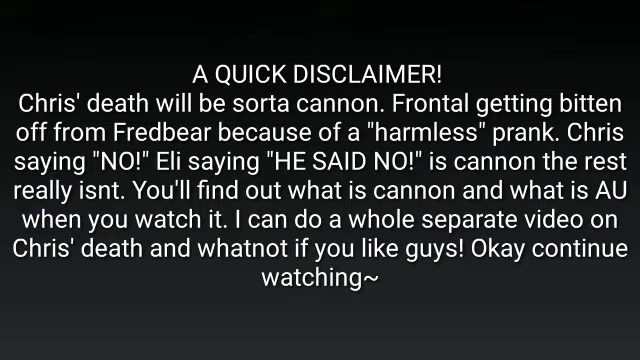 A QUICK DISCLAIMER!
Chris' death will be sorta cannon. Frontal getting bitten
off from Fredbear because of a "harmless" prank. Chris
saying "NO!" Eli saying "HE SAID NO!" is cannon the rest
really isnt. You'll find out what is cannon and what is AU
when you watch it. I can do a whole separate video on
Chris' death and whatnot if you like guys! Okay continue
watching~